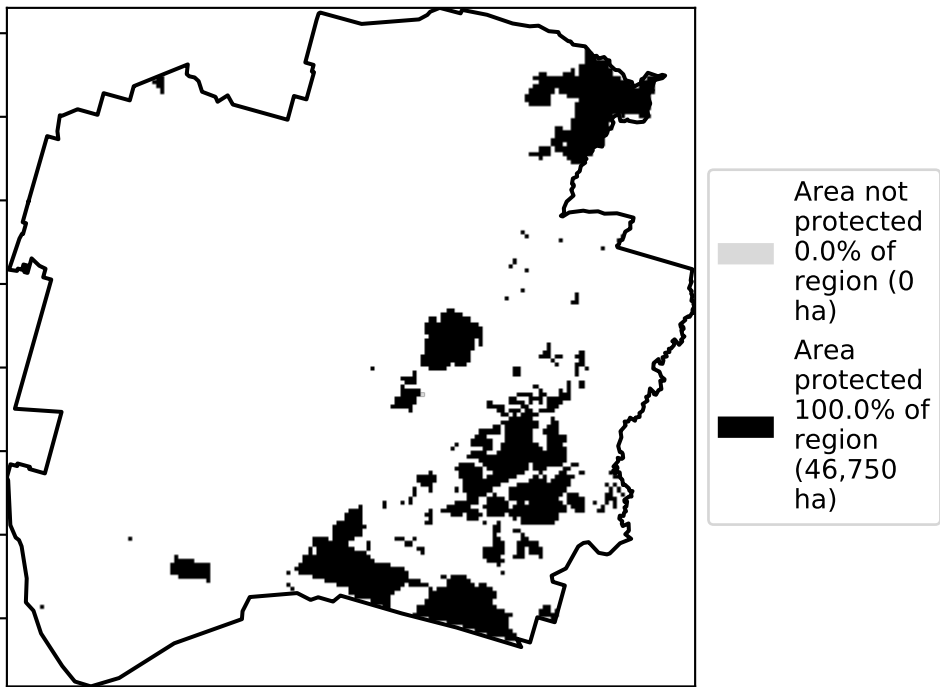 Area not
protected
0.0% of
region (0
ha)
Area
protected
100.0% of
region
(46,750
ha)